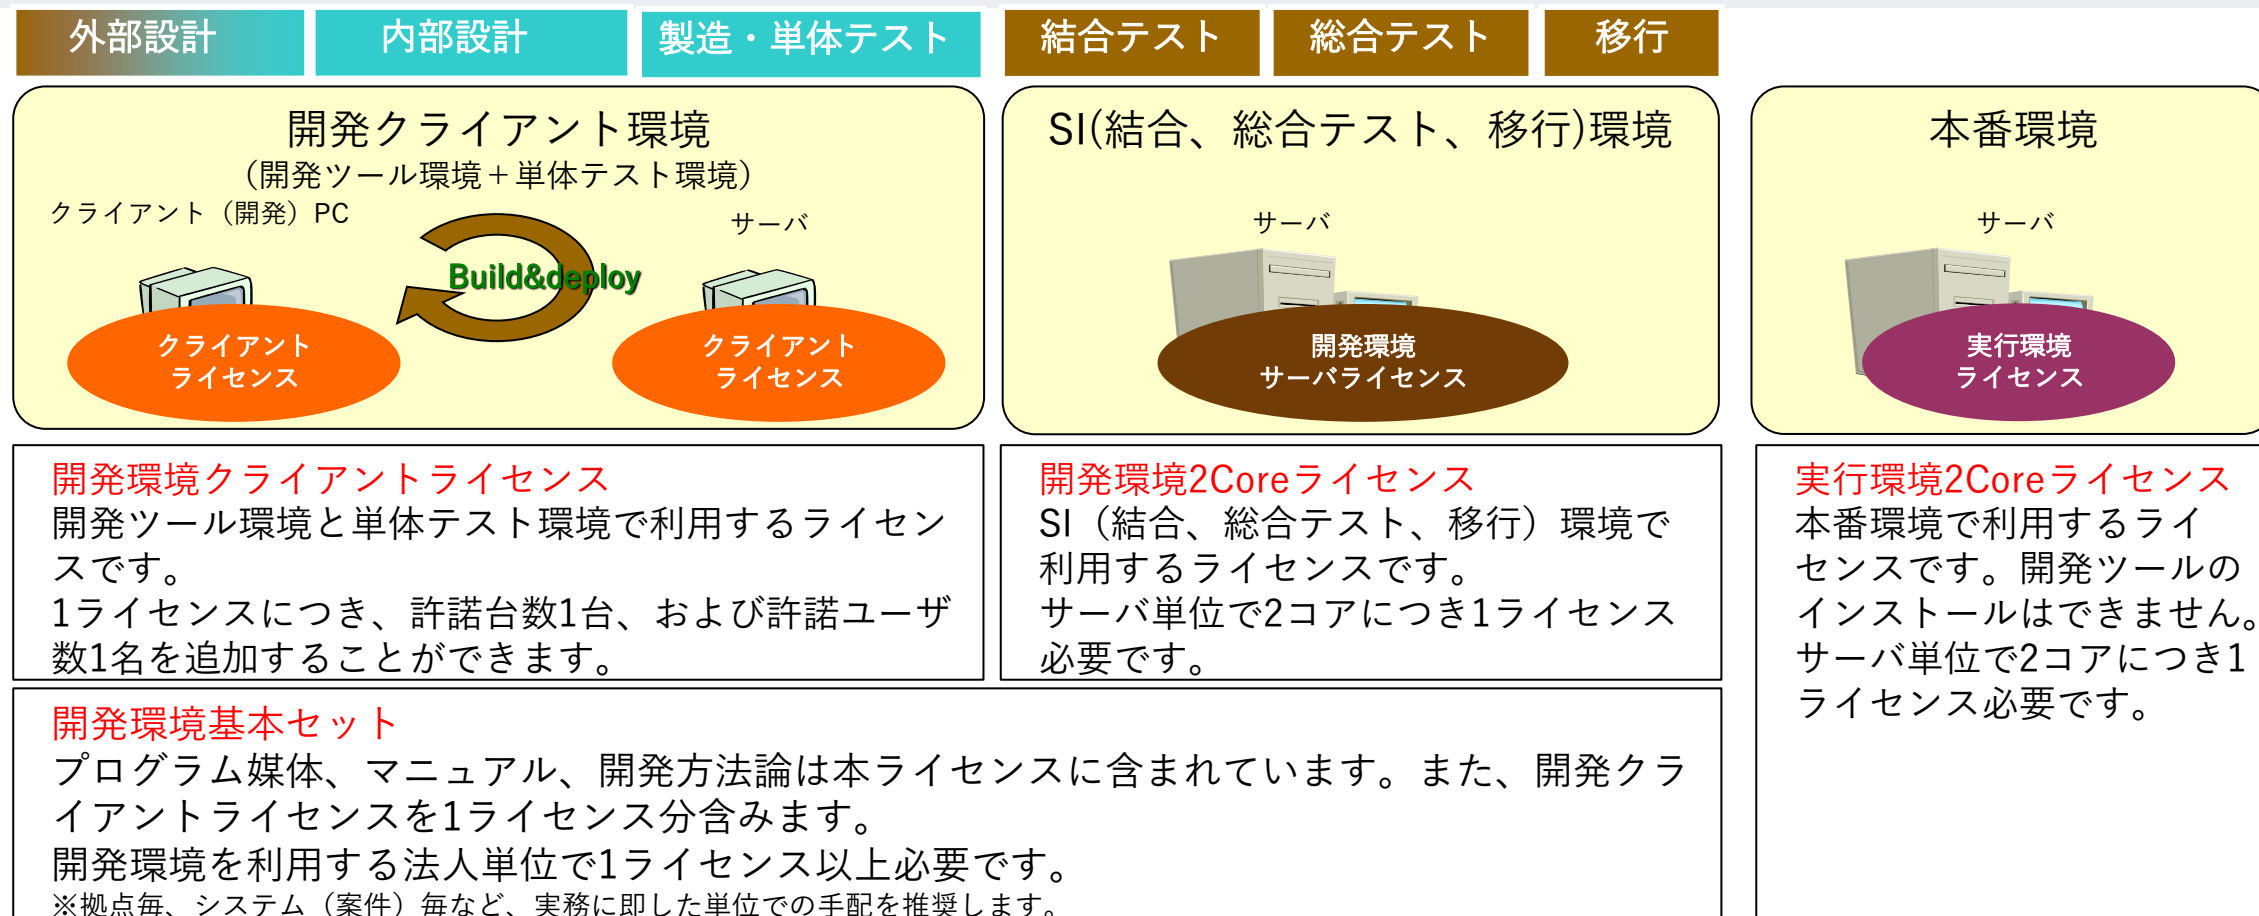 外部設計
内部設計
製造・単体テスト
結合テスト
総合テスト
移行
開発クライアント環境
（開発ツール環境＋単体テスト環境）
クライアント（開発）PC
サーバ
Build&deploy
クライアント
ライセンス
クライアント
ライセンス
SI(結合、総合テスト、移行)環境
サーバ
開発環境
サーバライセンス
本番環境
サーバ
実行環境
ライセンス
開発環境クライアントライセンス
開発ツール環境と単体テスト環境で利用するライセン
スです。
1ライセンスにつき、許諾台数1台、および許諾ユーザ
数1名を追加することができます。
開発環境2Coreライセンス
SI（結合、総合テスト、移行）環境で
利用するライセンスです。
サーバ単位で2コアにつき1ライセンス
必要です。
実行環境2Coreライセンス
本番環境で利用するライ
センスです。開発ツールの
インストールはできません。
サーバ単位で2コアにつき1
ライセンス必要です。
開発環境基本セット
プログラム媒体、マニュアル、開発方法論は本ライセンスに含まれています。また、開発クラ
イアントライセンスを1ライセンス分含みます。
開発環境を利用する法人単位で1ライセンス以上必要です。
※拠点毎、システム（案件）毎など、実務に即した単位での手配を推奨します。